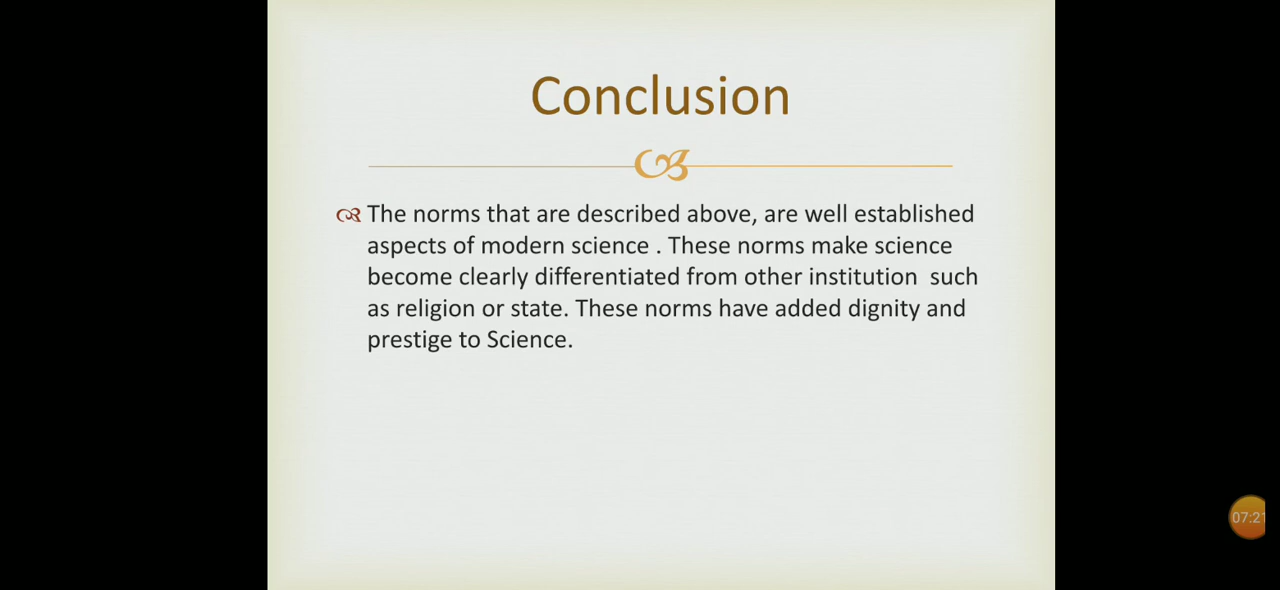 Conclusion
The norms that are described above, are well established
aspects of modern science . These norms make science
become clearly differentiated from other institution  such
as religion or state. These norms have added dignity and
prestige to Science.
07:21